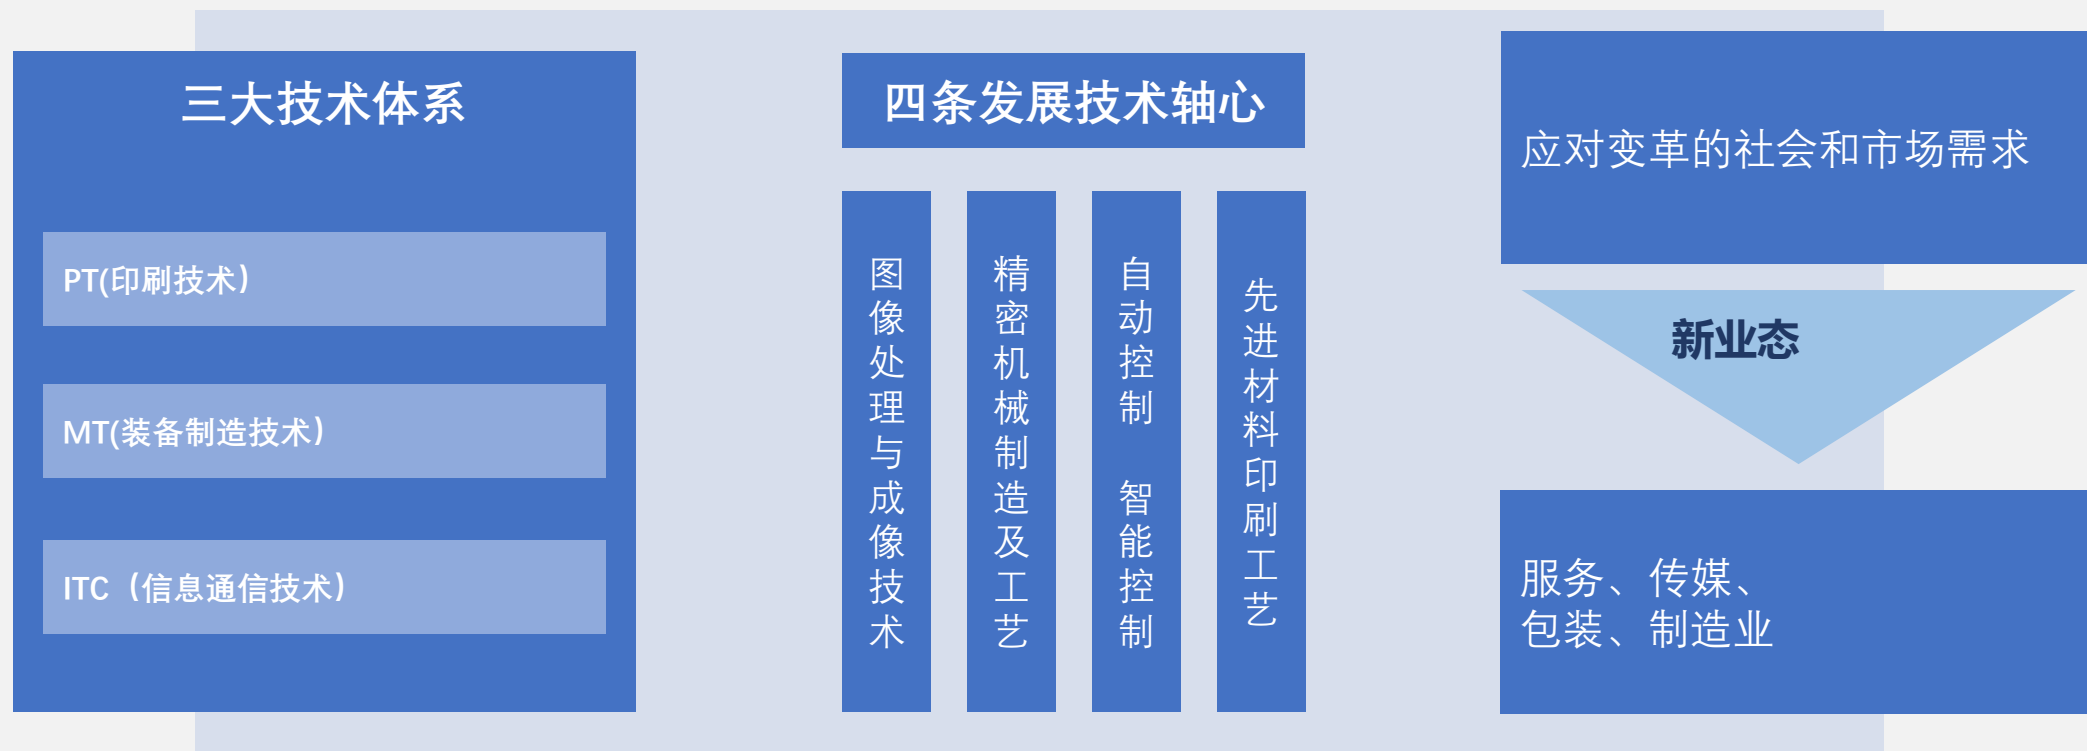 三大技术体系
PT(印刷技术）
MT(装备制造技术）
ITC（信息通信技术）
四条发展技术轴心
图像处理与成像技术
精密机械制造及工艺
自动控制 智能控制
先进材料印刷工艺
应对变革的社会和市场需求
新业态
服务、传媒、
包装、制造业